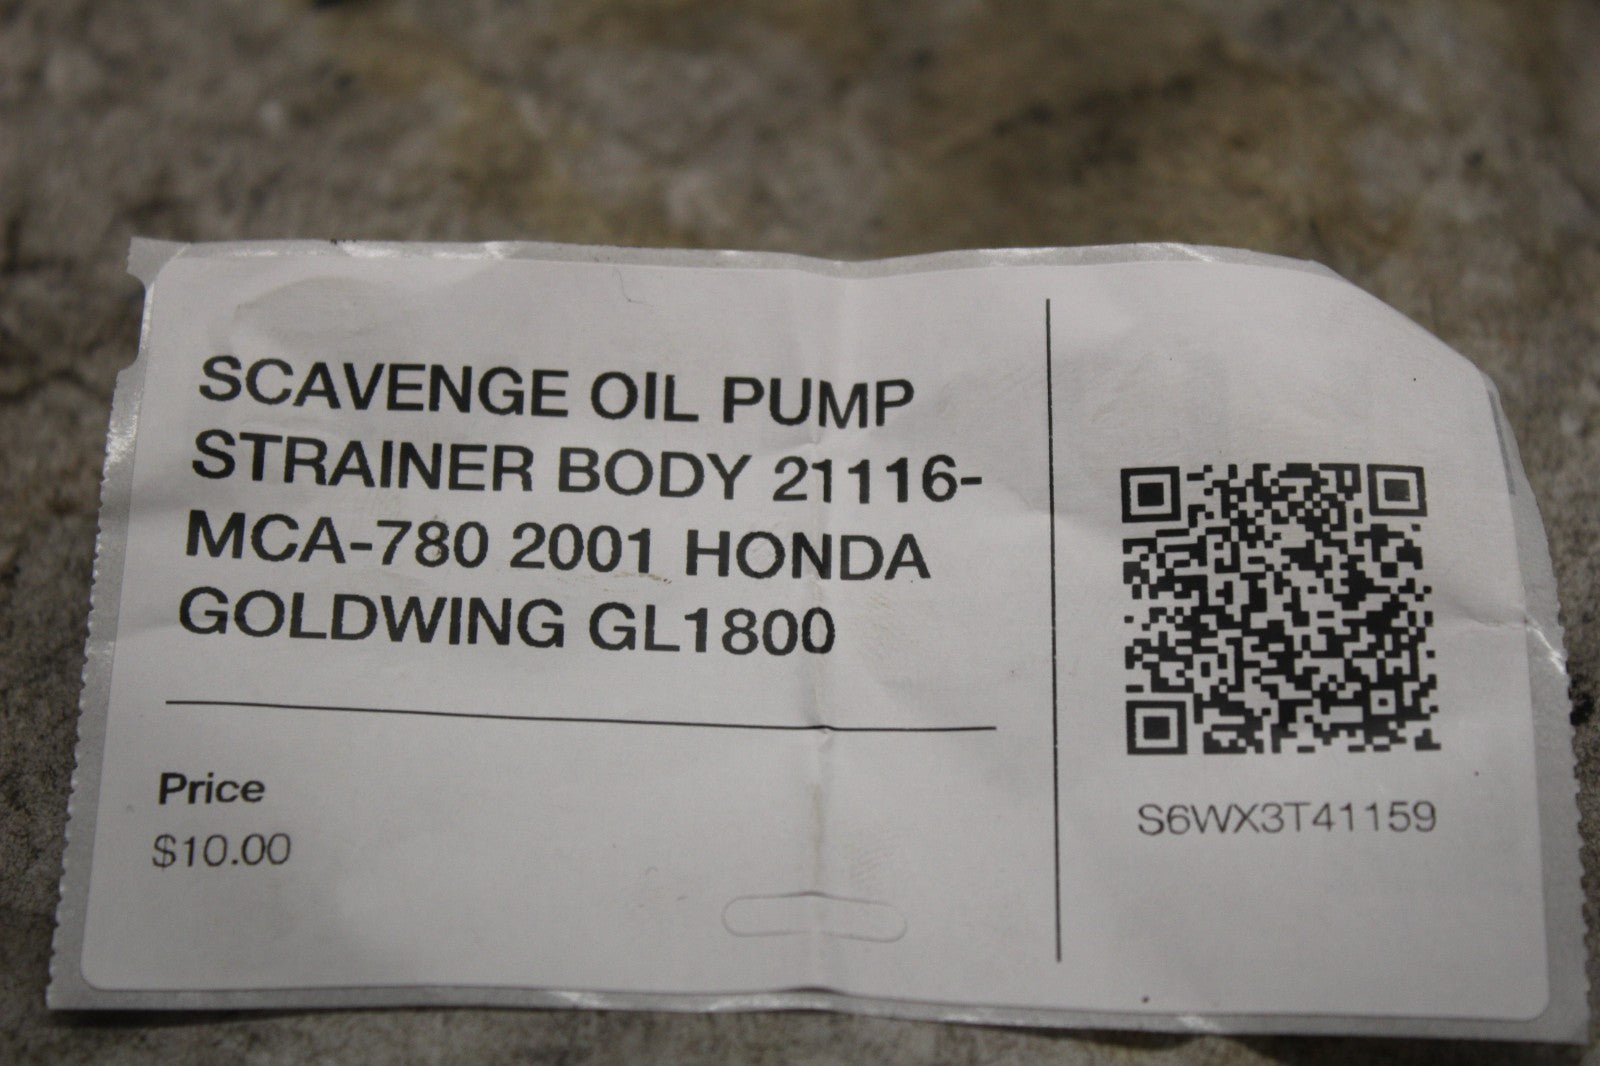 SCAVENGE OIL PUMP
STRAINER BODY 21116-
MCA-780 2001 HONDA
GOLDWING GL1800
Price
$10.00
S6WX3T41159